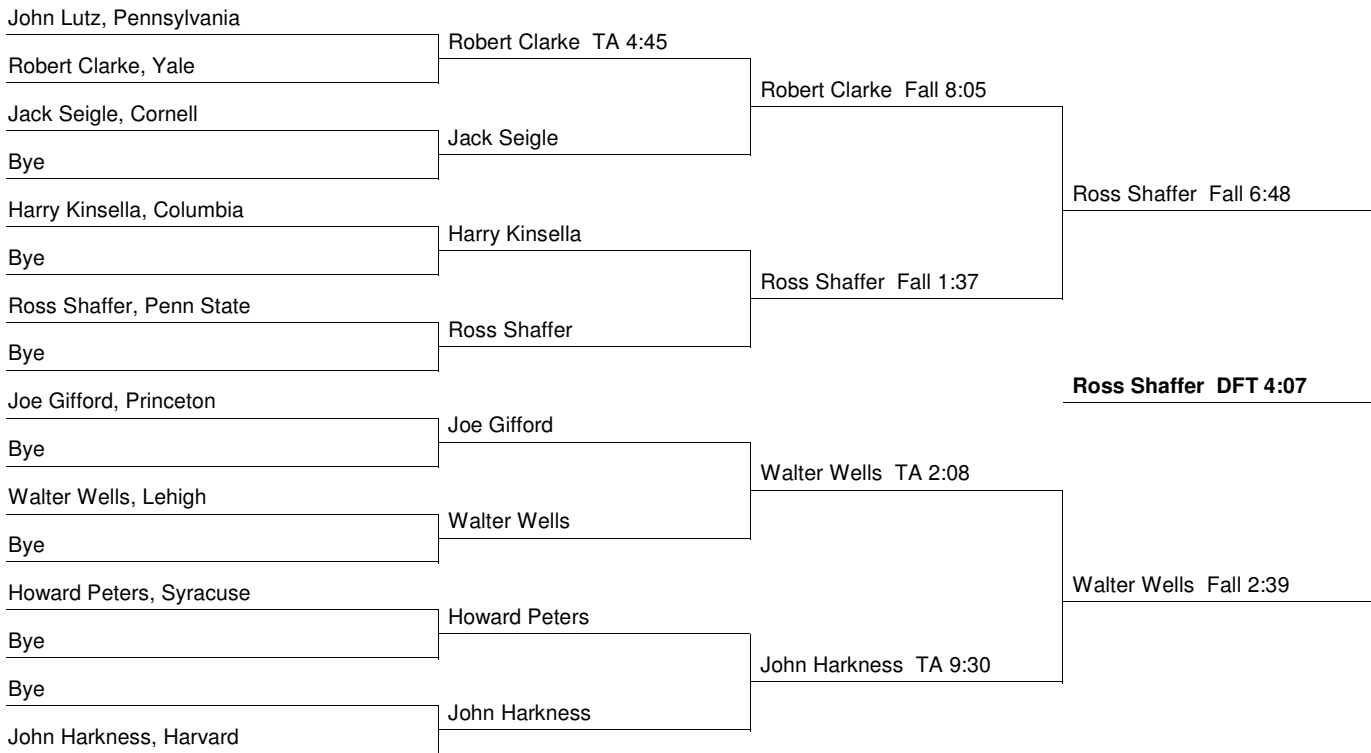 John Lutz, Pennsylvania
Robert Clarke, Yale
Jack Seigle, Cornell
Bye
Harry Kinsella, Columbia
Bye
Ross Shaffer, Penn State
Bye
Joe Gifford, Princeton
Bye
Walter Wells, Lehigh
Bye
Howard Peters, Syracuse
Bye
Bye
John Harkness, Harvard
Robert Clarke TA 4:45
Jack Seigle
Harry Kinsella
Ross Shaffer
Joe Gifford
Walter Wells
Howard Peters
John Harkness
Robert Clarke Fall 8:05
Ross Shaffer Fall 1:37
Walter Wells TA 2:08
John Harkness TA 9:30
Ross Shaffer Fall 6:48
Ross Shaffer DFT 4:07
Walter Wells Fall 2:39